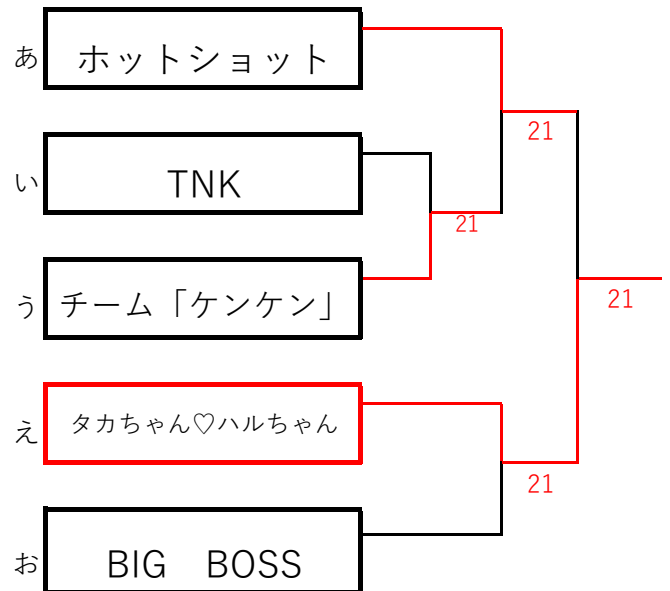 あ
ホットショット
21
い
TNK
21
う
チーム「ケンケン」
21
え
タカちゃん♡ハルちゃん
21
お
BIG　BOSS